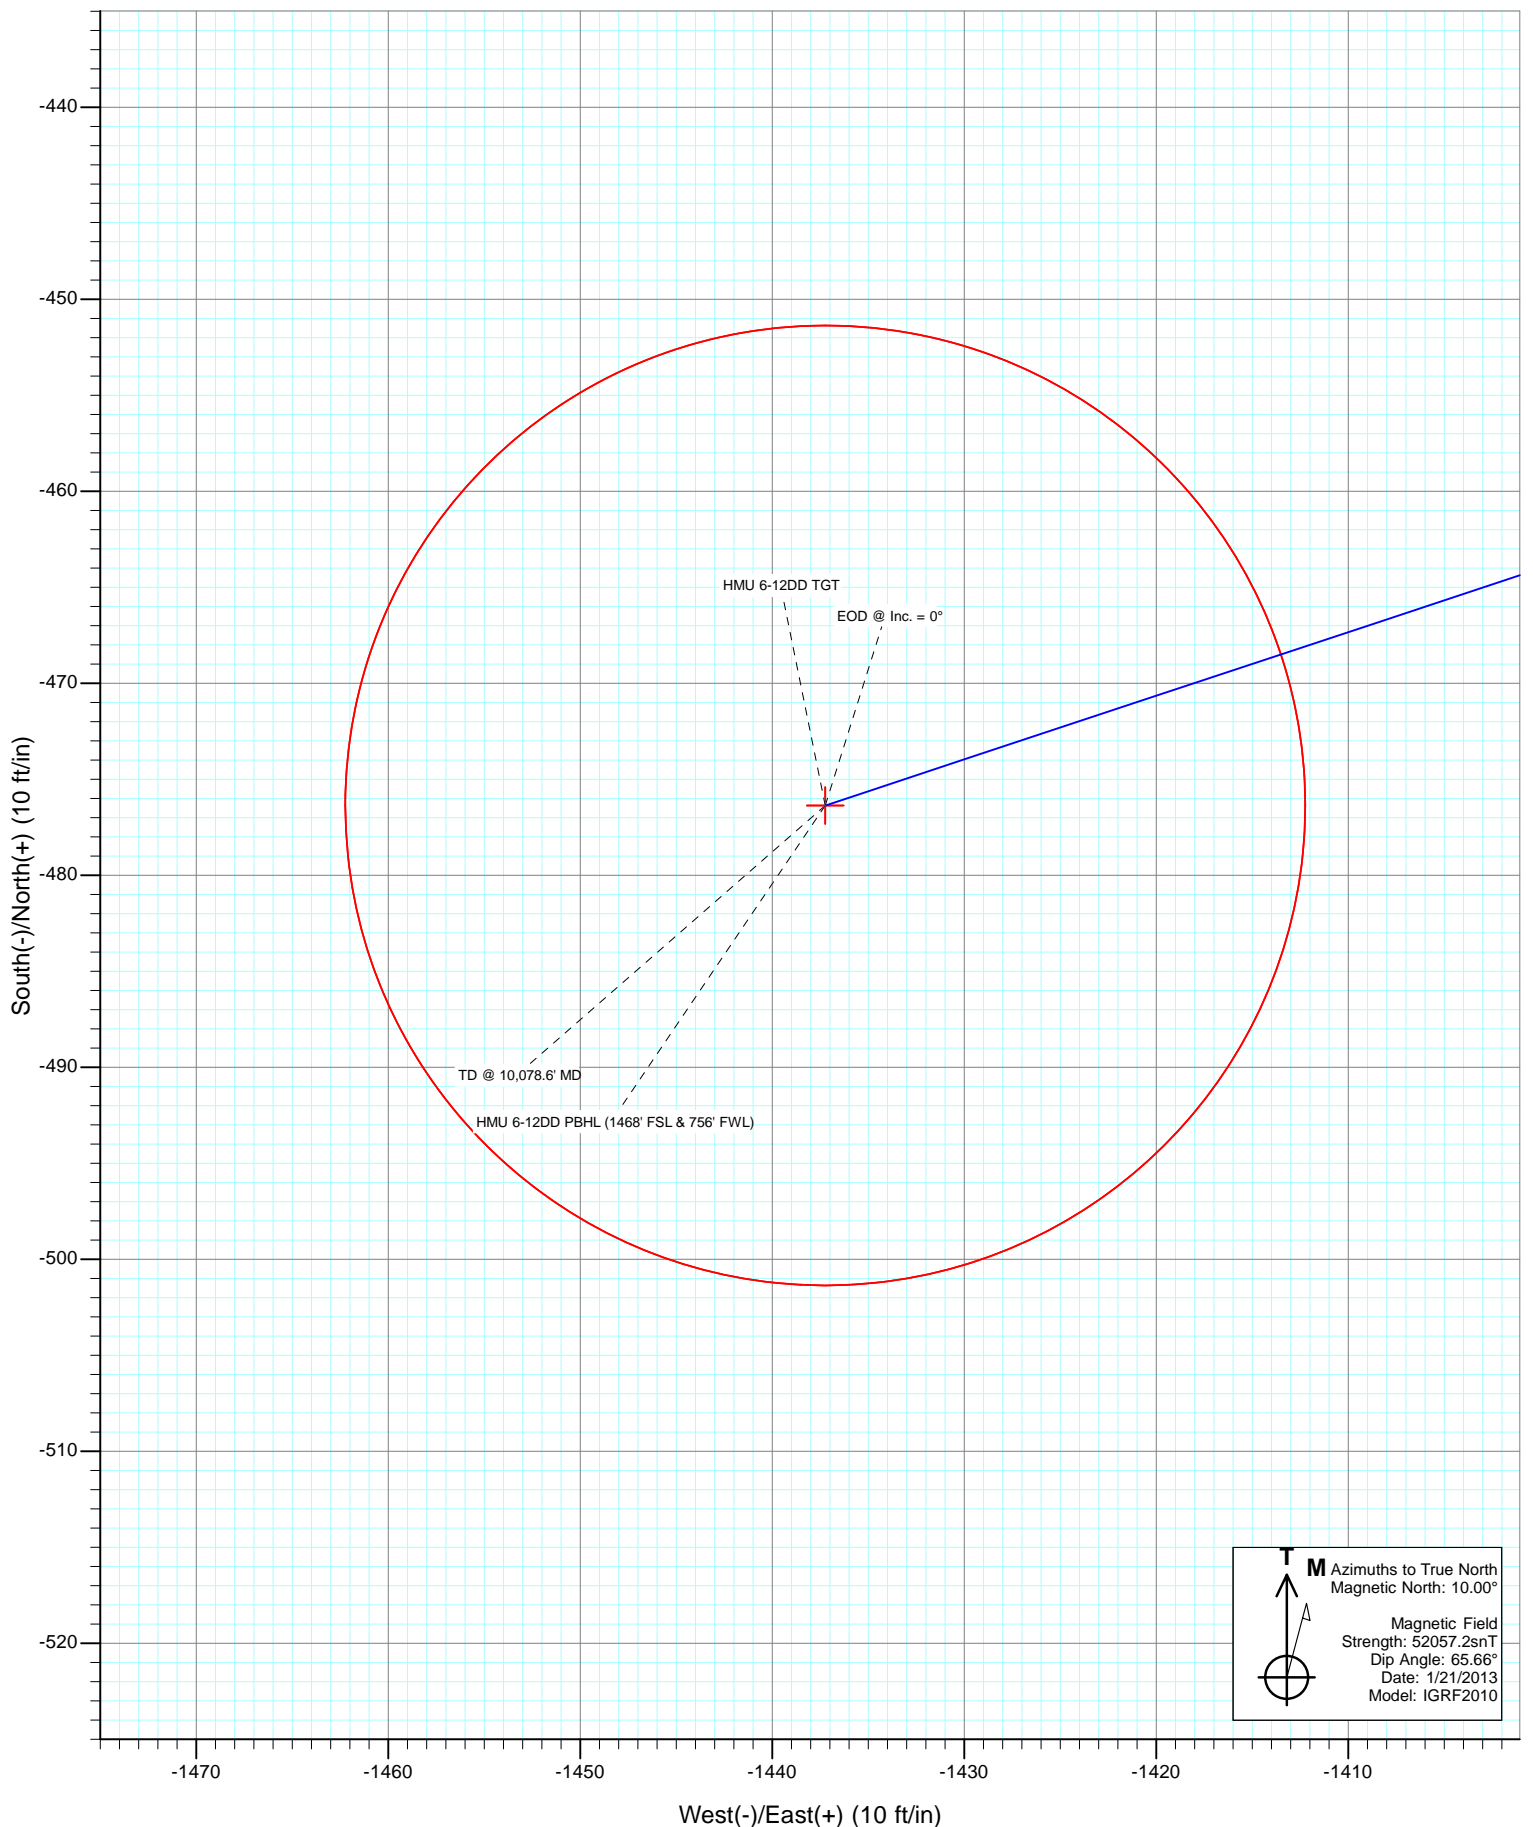 -440
-450
-460
-470
-480
-490
-500
-510
-520
South(-)/North(+) (10 ft/in)
HMU 6-12DD TGT
EOD @ Inc. = 0°
TD @ 10,078.6' MD
HMU 6-12DD PBHL (1468' FSL & 756' FWL)
T
M
Azimuths to True North
Magnetic North: 10.00°
Magnetic Field
Strength: 52057.2snT
Dip Angle: 65.66°
Date: 1/21/2013
Model: IGRF2010
-1470
-1460
-1450
-1440
-1430
-1420
-1410
West(-)/East(+) (10 ft/in)